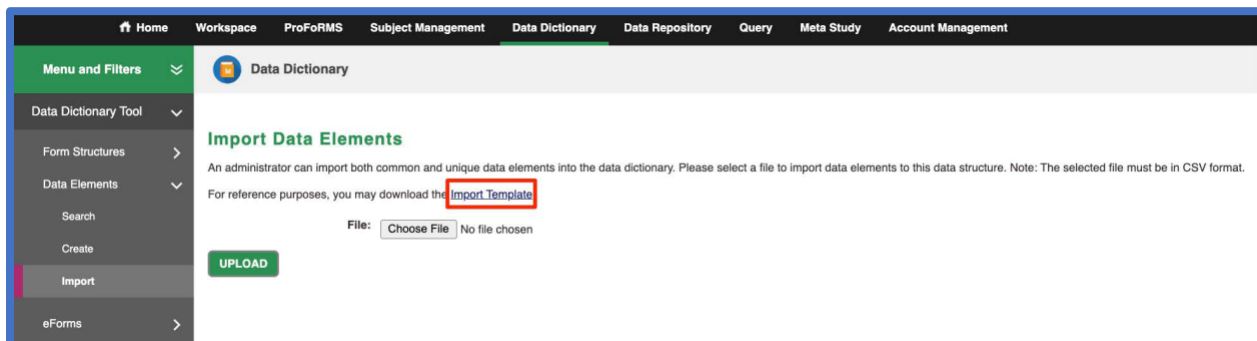 Home Workspace ProFoRMS Subject Management Data Dictionary Data Repository Query Meta Study Account Management
Menu and Filters
Data Dictionary
Data Dictionary Tool
Form Structures
Data Elements
Search
Create
Import
eForms
Import Data Elements
An administrator can import both common and unique data elements into the data dictionary. Please select a file to import data elements to this data structure. Note: The selected file must be in CSV format.
For reference purposes, you may download the Import Template
File: Choose File No file chosen
UPLOAD